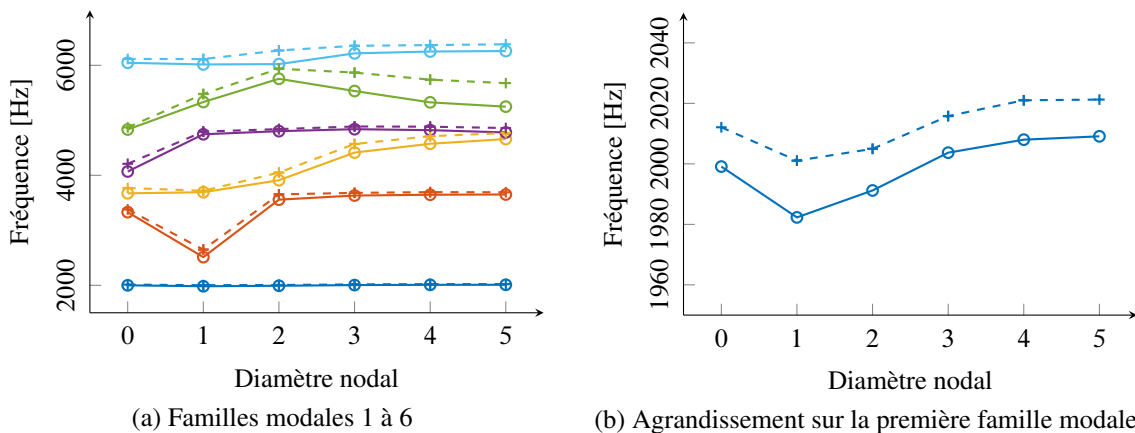 6000
4000
2000
Fréquence [Hz]
0 1 2 3 4 5
Diamètre nodal
(a) Familles modales 1 à 6
2040
2020
2000
1980
1960
Fréquence [Hz]
0 1 2 3 4 5
Diamètre nodal
(b) Agrandissement sur la première famille modale